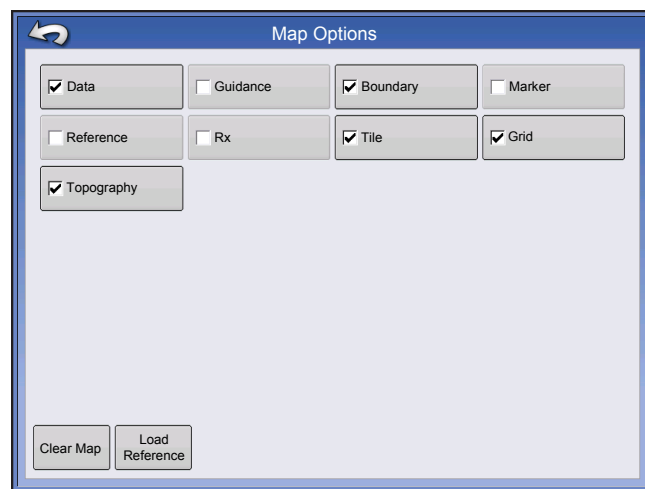 Map Options
Data
Guidance
Boundary
Marker
Reference
Rx
Tile
Grid
Topography
Clear Map
Load
Reference